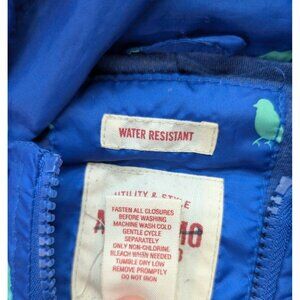 WATER RESISTANT
UTILITY & STYLE
FASTEN ALL CLOSURES
BEFORE WASHING
MACHINE WASH COLD
GENTLE CYCLE
SEPARATELY
ONLY NON-CHLORINE
BLEACH WHEN NEEDED
TUMBLE DRY LOW
REMOVE PROMPTLY
DO NOT IRON